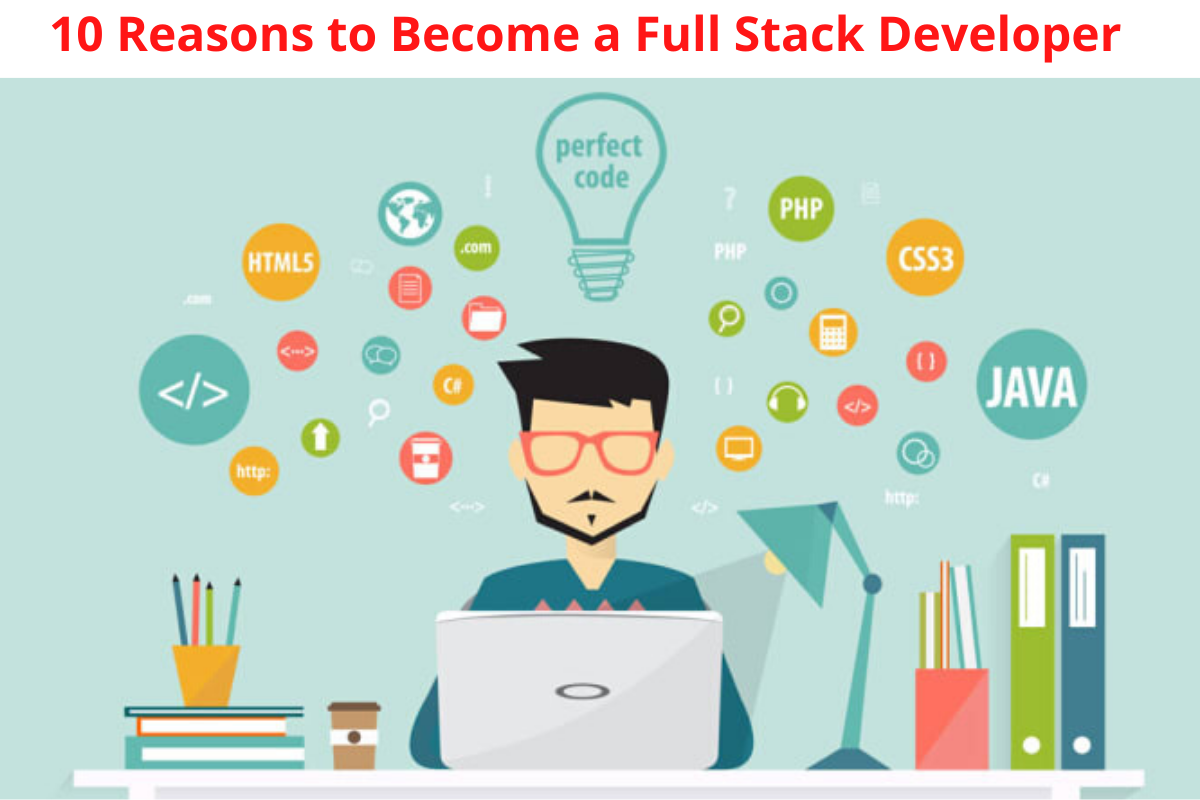 10 Reasons to Become a Full Stack Developer
perfect
code
PHP
HTML5
.com
PHP
CSS3
.com
</>
<···>
C#
{ }
{ }
</>
JAVA
http:
<···>
</>
http:
C#
!
?